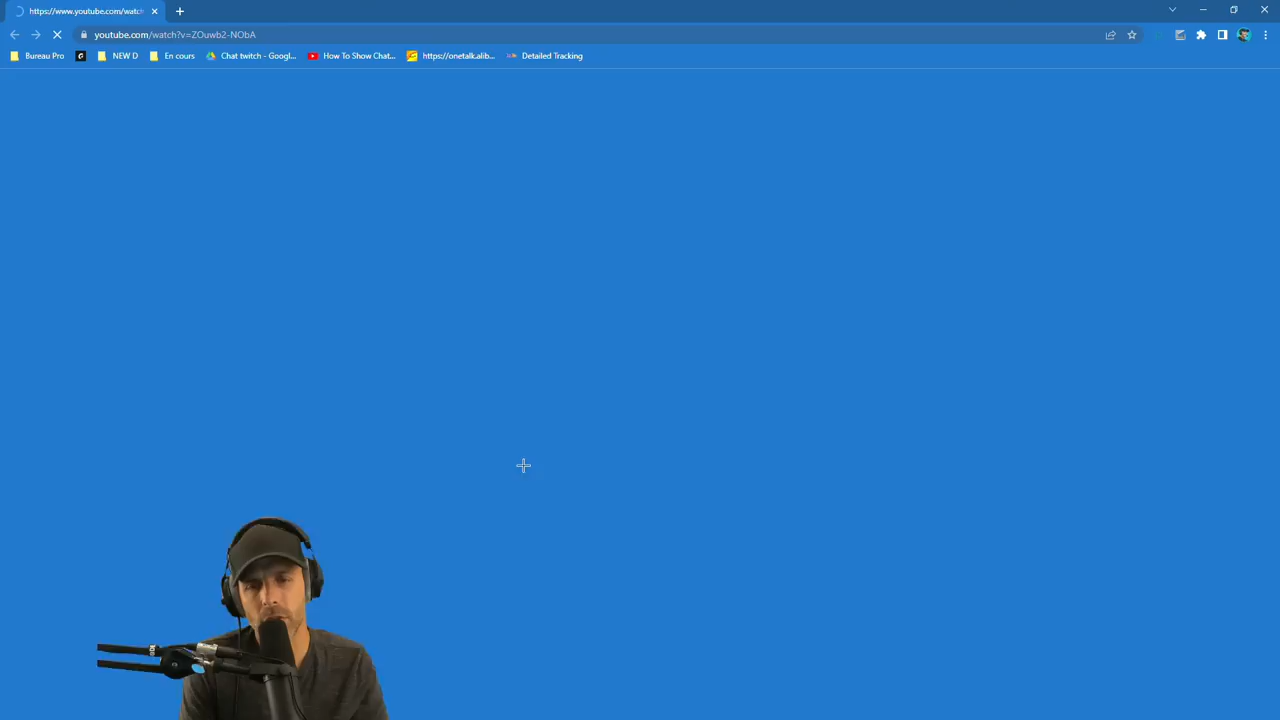 https://www.youtube.com/watc
youtube.com/watch?v=ZOuwb2-NObA
Bureau Pro
NEW D
En cours
Chat twitch - Googl...
How To Show Chat...
https://onetalk.alib...
Detailed Tracking